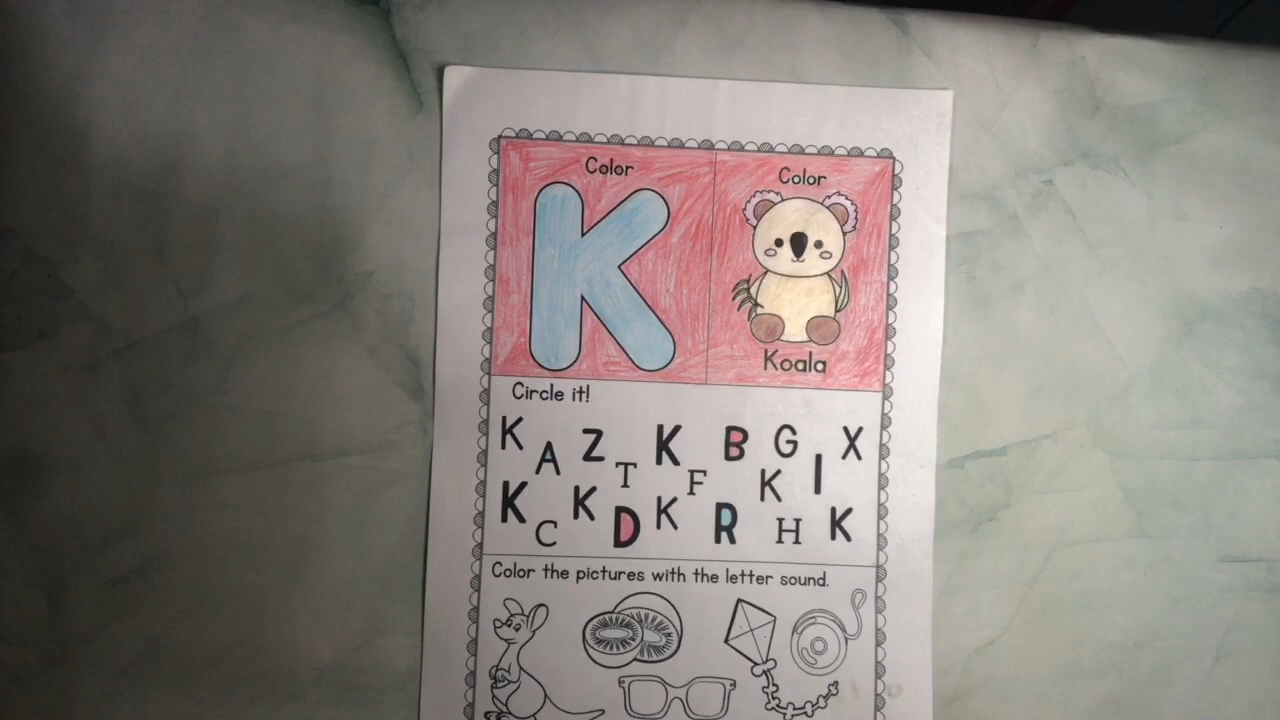 Color
Color
K
Koala
Circle it!
K A Z T K F B G K I X
K C K D K R H K
Color the pictures with the letter sound.